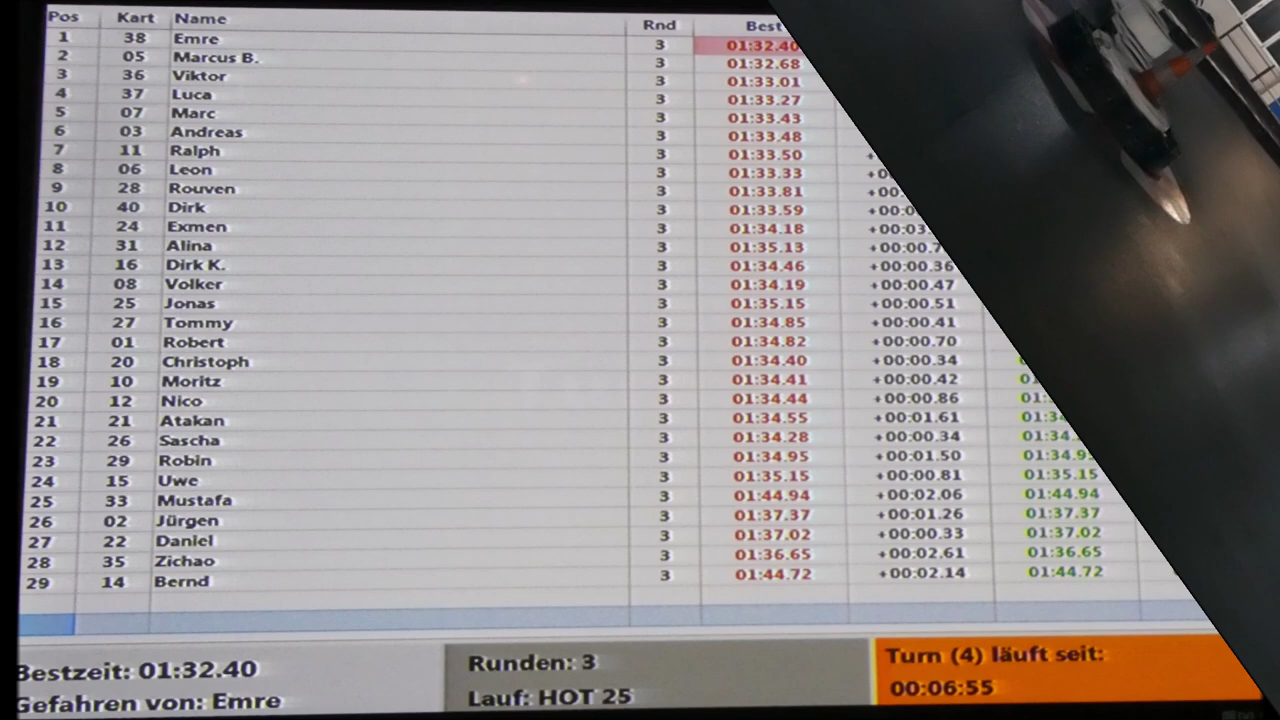 Pos Kart Name Rnd Best
1 38 Emre 3 01:32.40
2 05 Marcus B. 3 01:32.68
3 36 Viktor 3 01:33.01
4 37 Luca 3 01:33.27
5 07 Marc 3 01:33.43
6 03 Andreas 3 01:33.48
7 11 Ralph 3 01:33.50
8 06 Leon 3 01:33.33
9 28 Rouven 3 01:33.81
10 40 Dirk 3 01:33.59
11 24 Exmen 3 01:34.18
12 31 Alina 3 01:35.13
13 16 Dirk K. 3 01:34.46 +00:00.36
14 08 Volker 3 01:34.19 +00:00.47
15 25 Jonas 3 01:35.15 +00:00.51
16 27 Tommy 3 01:34.85 +00:00.41
17 01 Robert 3 01:34.82 +00:00.70
18 20 Christoph 3 01:34.40 +00:00.34
19 10 Moritz 3 01:34.41 +00:00.42
20 12 Nico 3 01:34.44 +00:00.86
21 21 Atakan 3 01:34.55 +00:01.61
22 26 Sascha 3 01:34.28 +00:00.34
23 29 Robin 3 01:34.95 +00:01.50
24 15 Uwe 3 01:35.15 +00:00.81 01:35.15
25 33 Mustafa 3 01:44.94 +00:02.06 01:44.94
26 02 Jürgen 3 01:37.37 +00:01.26 01:37.37
27 22 Daniel 3 01:37.02 +00:00.33 01:37.02
28 35 Zichao 3 01:36.65 +00:02.61 01:36.65
29 14 Bernd 3 01:44.72 +00:02.14 01:44.72
Bestzeit: 01:32.40
Gefahren von: Emre
Runden: 3
Lauf: HOT 25
Turn (4) läuft seit:
00:06:55